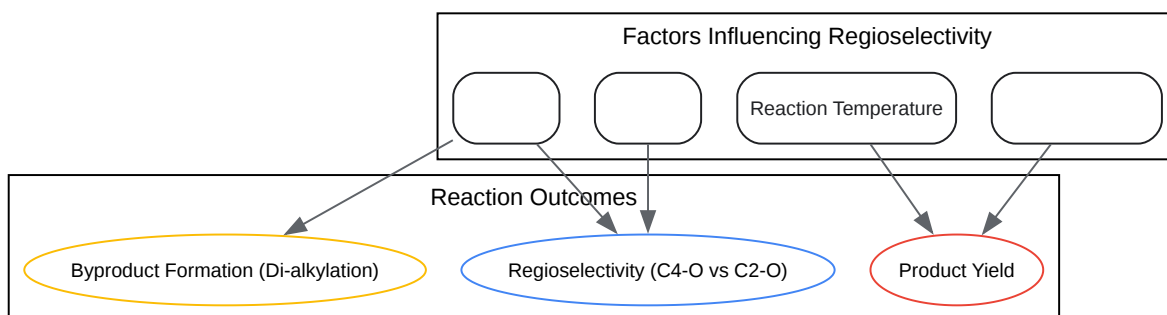 Factors Influencing Regioselectivity
Reaction Temperature
Reaction Outcomes
Byproduct Formation (Di-alkylation)
Regioselectivity (C4-O vs C2-O)
Product Yield